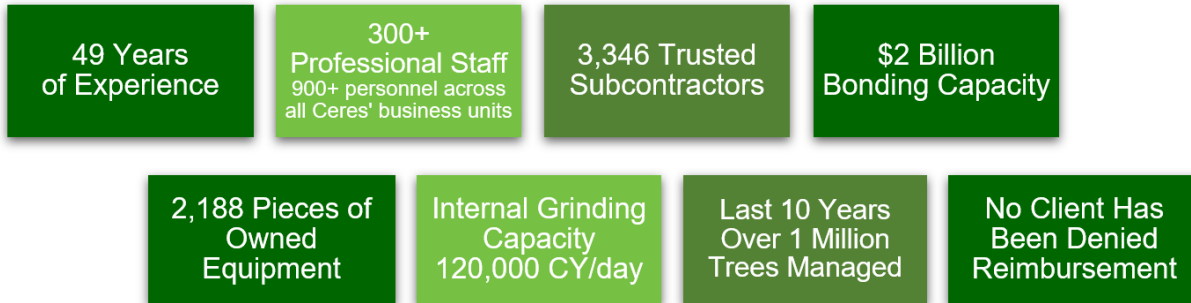 49 Years
of Experience
300+
Professional Staff
900+ personnel across
all Ceres' business units
3,346 Trusted
Subcontractors
$2 Billion
Bonding Capacity
2,188 Pieces of
Owned
Equipment
Internal Grinding
Capacity
120,000 CY/day
Last 10 Years
Over 1 Million
Trees Managed
No Client Has
Been Denied
Reimbursement